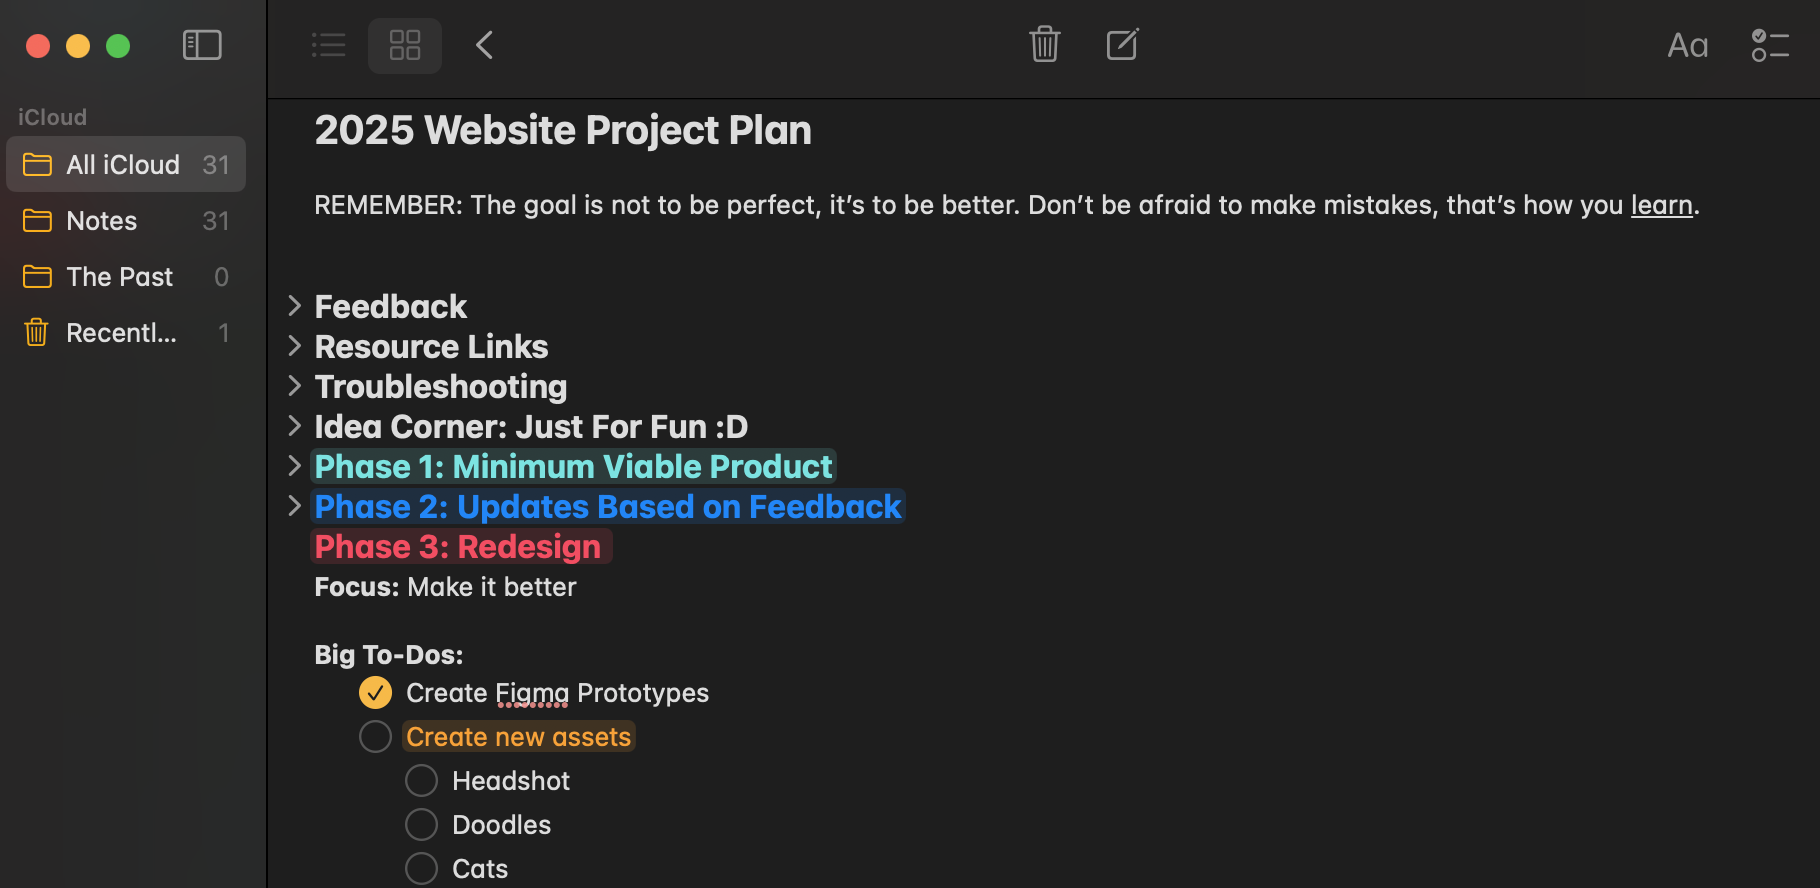 iCloud
All iCloud 31
Notes 31
The Past 0
Recentl... 1
Aa
2025 Website Project Plan
REMEMBER: The goal is not to be perfect, it’s to be better. Don’t be afraid to make mistakes, that’s how you learn.
Feedback
Resource Links
Troubleshooting
Idea Corner: Just For Fun :D
Phase 1: Minimum Viable Product
Phase 2: Updates Based on Feedback
Phase 3: Redesign
Focus: Make it better
Big To-Dos:
Create Figma Prototypes
Create new assets
Headshot
Doodles
Cats